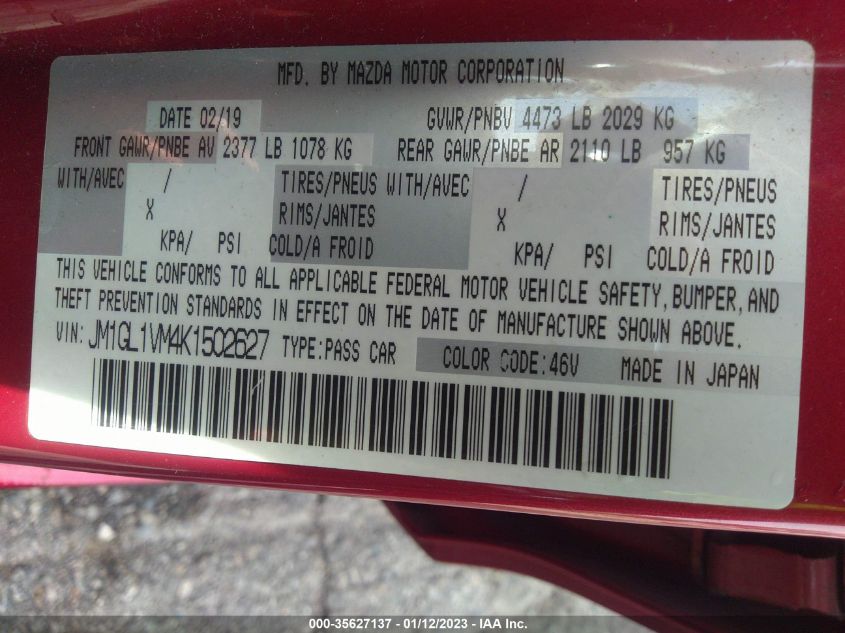 MFD. BY MAZDA MOTOR CORPORATION
DATE 02/19 GVWR/PNBV 4473 LB 2029 KG
FRONT GAWR/PNBE AV 2377 LB 1078 KG REAR GAWR/PNBE AR 2110 LB 957 KG
WITH/AVEC / TIRES/PNEUS WITH/AVEC / TIRES/PNEUS
X RIMS/JANTES X RIMS/JANTES
KPA/ PSI COLD/A FROID KPA/ PSI COLD/A FROID
THIS VEHICLE CONFORMS TO ALL APPLICABLE FEDERAL MOTOR VEHICLE SAFETY, BUMPER, AND
THEFT PREVENTION STANDARDS IN EFFECT ON THE DATE OF MANUFACTURE SHOWN ABOVE.
VIN: JM1GL1VM4K1502627 TYPE:PASS CAR COLOR CODE:46V MADE IN JAPAN
000-35627137 - 01/12/2023 - IAA Inc.